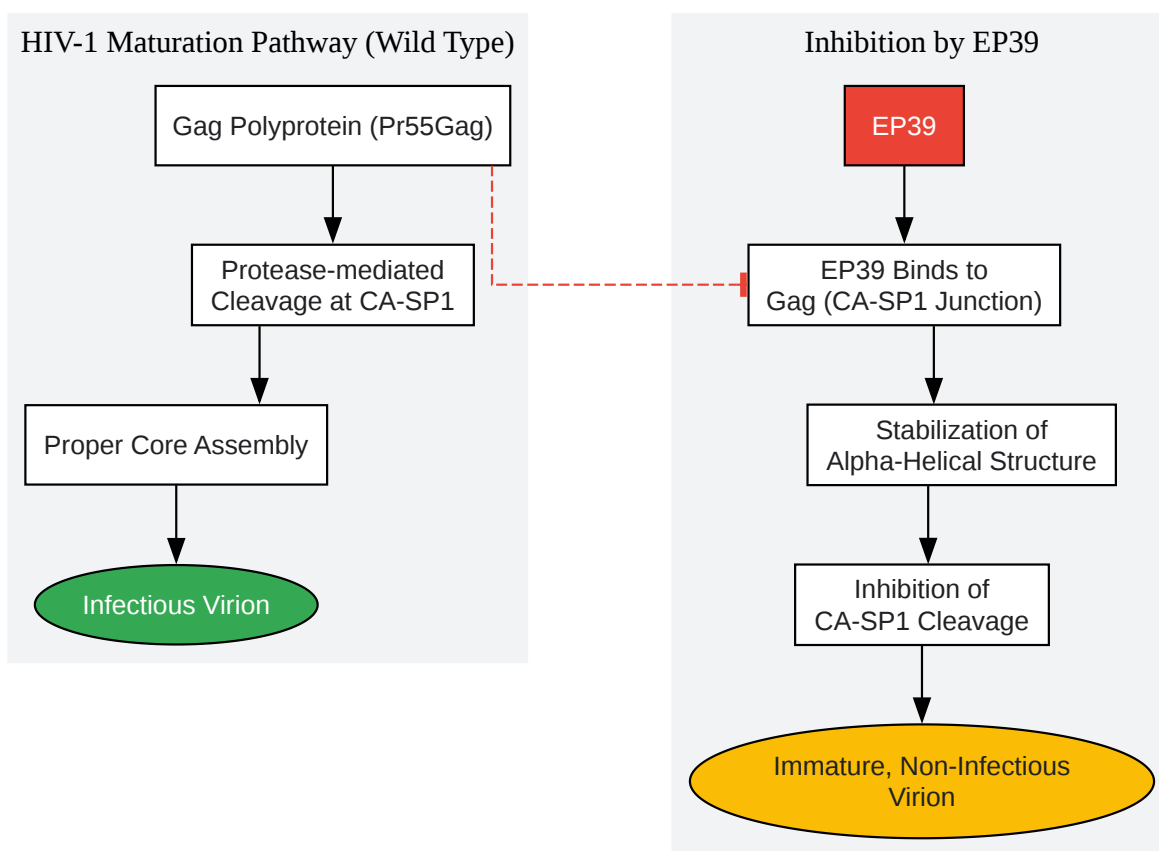 HIV-1 Maturation Pathway (Wild Type)
Gag Polyprotein (Pr55Gag)
Protease-mediated
Cleavage at CA-SP1
Proper Core Assembly
Infectious Virion
Inhibition by EP39
EP39
EP39 Binds to
Gag (CA-SP1 Junction)
Stabilization of
Alpha-Helical Structure
Inhibition of
CA-SP1 Cleavage
Immature, Non-Infectious
Virion